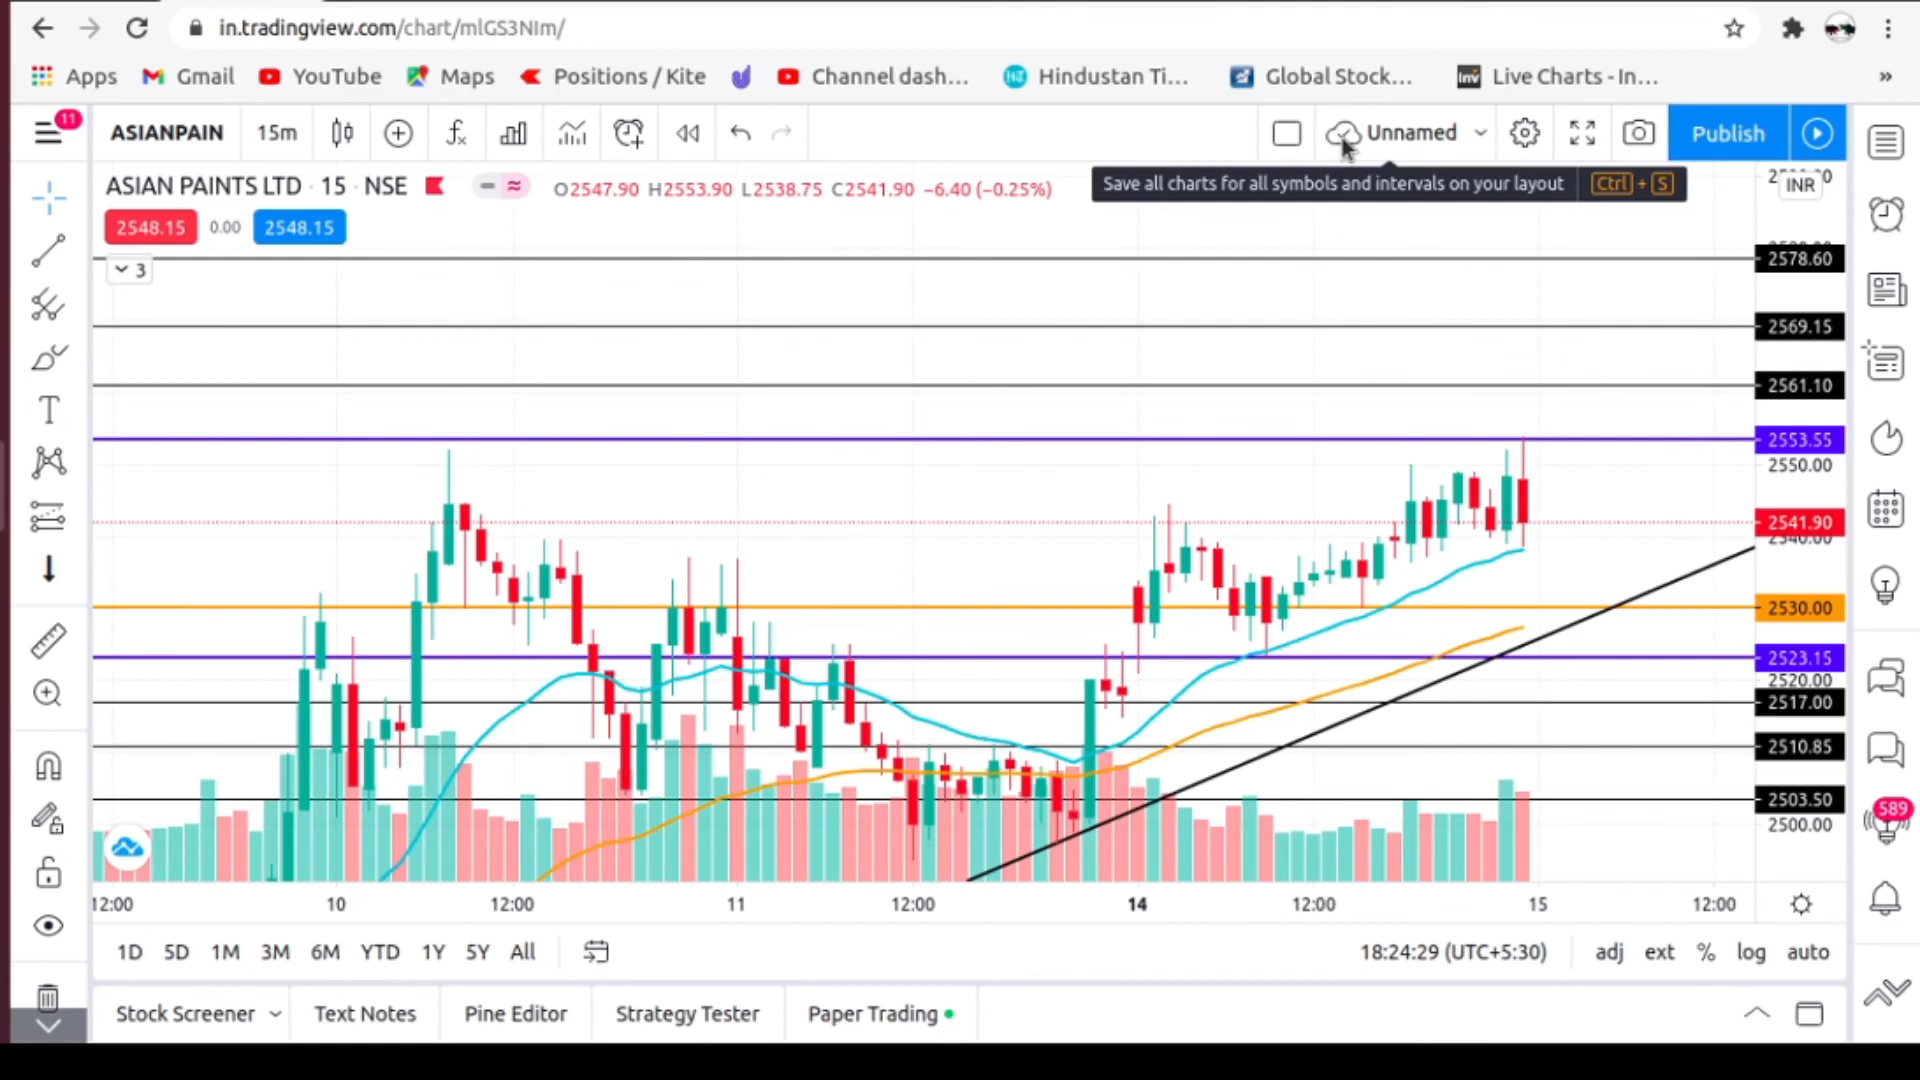 in.tradingview.com/chart/mlGS3NIm/
Apps Gmail YouTube Maps Positions / Kite Channel dash... Hindustan Ti... Global Stock... Inv Live Charts - In... »
11 ASIANPAIN 15m Unnamed Publish
ASIAN PAINTS LTD · 15 · NSE O2547.90 H2553.90 L2538.75 C2541.90 −6.40 (−0.25%)
Save all charts for all symbols and intervals on your layout Ctrl + S
INR
2548.15 0.00 2548.15
3
2578.60
2569.15
2561.10
2553.55
2550.00
2541.90
2540.00
2530.00
2523.15
2520.00
2517.00
2510.85
2503.50
2500.00
589
12:00 10 12:00 11 12:00 14 12:00 15 12:00
1D 5D 1M 3M 6M YTD 1Y 5Y All 18:24:29 (UTC+5:30) adj ext % log auto
Stock Screener Text Notes Pine Editor Strategy Tester Paper Trading